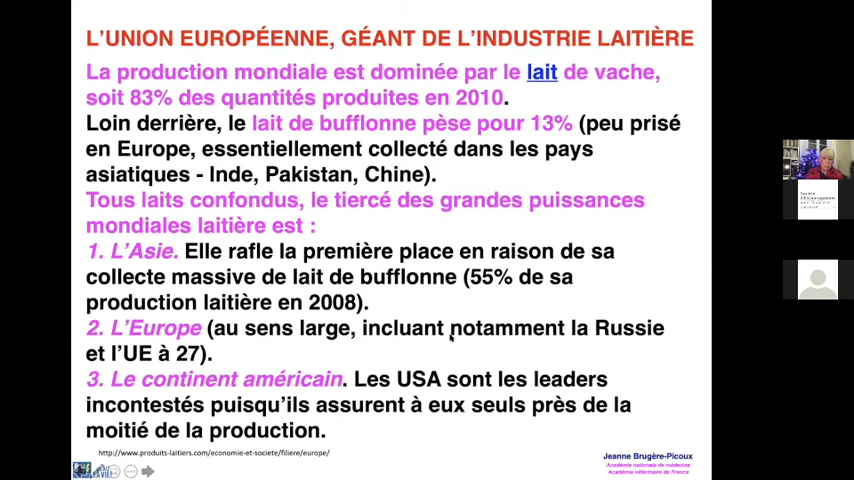 L'UNION EUROPÉENNE, GÉANT DE L'INDUSTRIE LAITIÈRE
La production mondiale est dominée par le lait de vache,
soit 83% des quantités produites en 2010.
Loin derrière, le lait de bufflonne pèse pour 13% (peu prisé
en Europe, essentiellement collecté dans les pays
asiatiques - Inde, Pakistan, Chine).
Tous laits confondus, le tiercé des grandes puissances
mondiales laitière est :
1. L'Asie. Elle rafle la première place en raison de sa
collecte massive de lait de bufflonne (55% de sa
production laitière en 2008).
2. L'Europe (au sens large, incluant notamment la Russie
et l'UE à 27).
3. Le continent américain. Les USA sont les leaders
incontestés puisqu'ils assurent à eux seuls près de la
moitié de la production.
http://www.produits-laitiers.com/economie-et-societe/filiere/europe/
Jeanne Brugère-Picoux
Académie nationale de médecine
Académie vétérinaire de France
Société
d'Encouragement